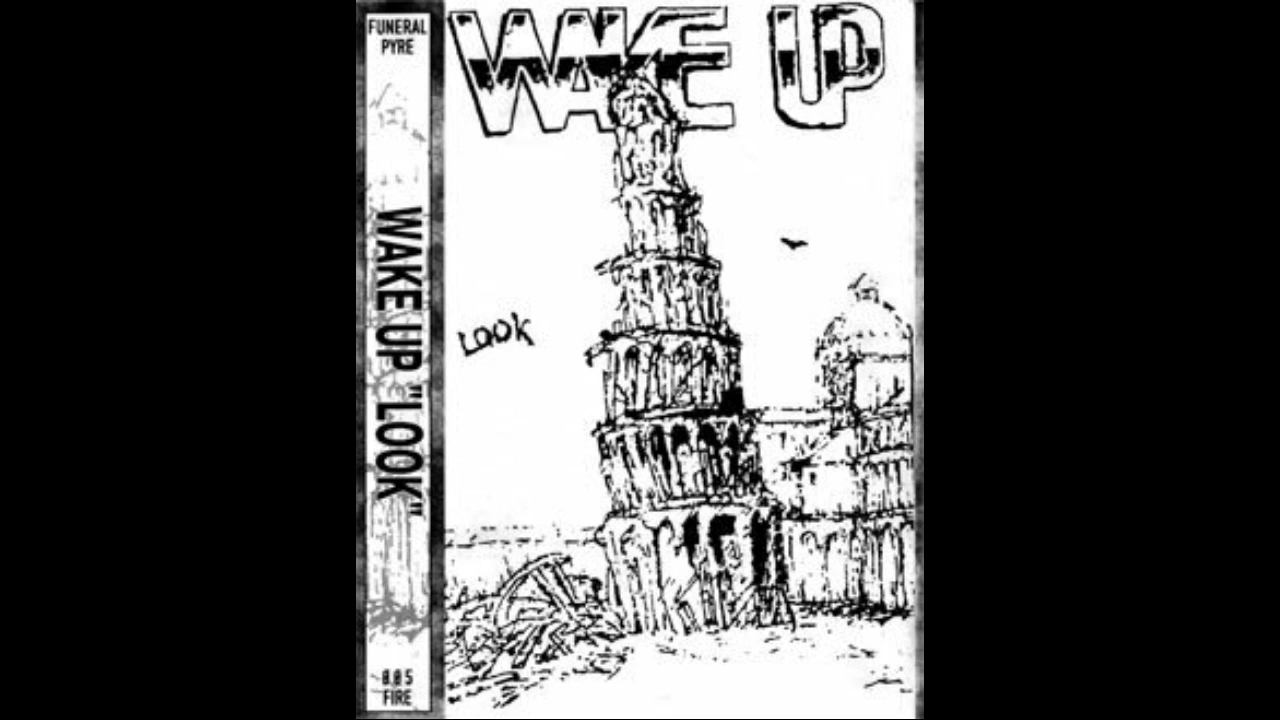 FUNERAL
PYRE
WAKE UP "LOOK"
005
FIRE
WAKE UP
LOOK